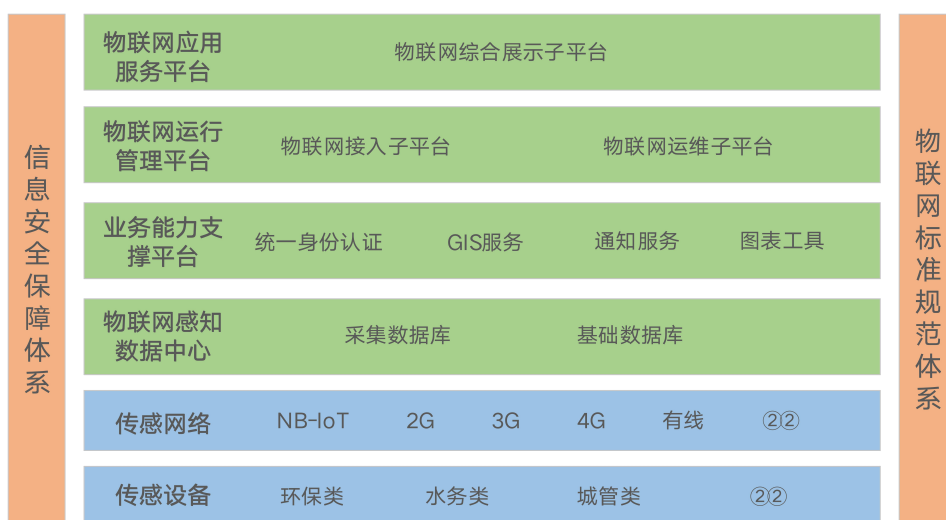 信息安全保障体系
物联网应用
服务平台
物联网综合展示子平台
物联网运行
管理平台
物联网接入子平台
物联网运维子平台
业务能力支
撑平台
统一身份认证
GIS服务
通知服务
图表工具
物联网感知
数据中心
采集数据库
基础数据库
传感网络
NB-IoT
2G
3G
4G
有线
②②
传感设备
环保类
水务类
城管类
②②
物联网标准规范体系